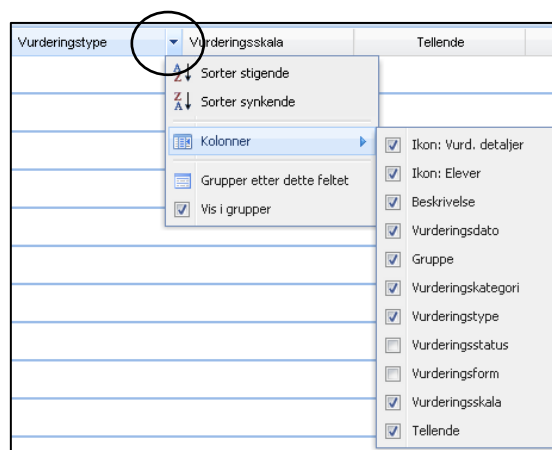 Vurderingstype
Vurderingsskala
Tellende
Sorter stigende
Sorter synkende
Kolonner
Grupper etter dette feltet
Vis i grupper
Ikon: Vurd. detaljer
Ikon: Elever
Beskrivelse
Vurderingsdato
Gruppe
Vurderingskategori
Vurderingstype
Vurderingsstatus
Vurderingsform
Vurderingsskala
Tellende